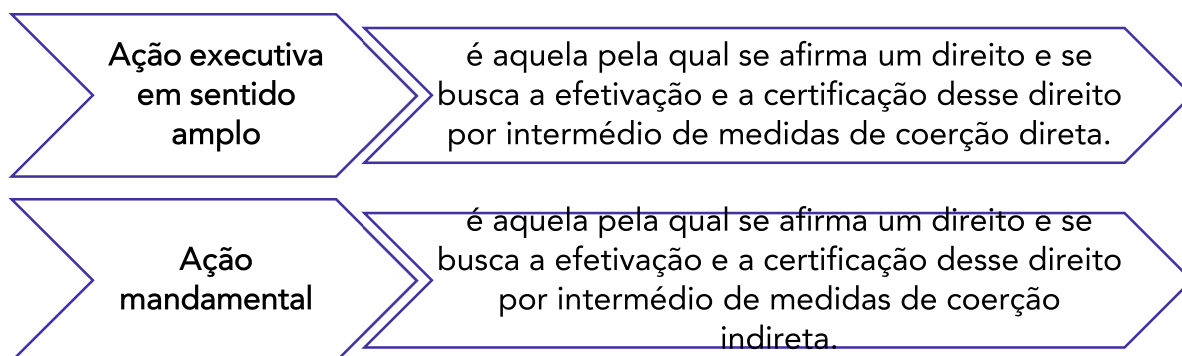 Ação executiva
em sentido
amplo
é aquela pela qual se afirma um direito e se
busca a efetivação e a certificação desse direito
por intermédio de medidas de coerção direta.
Ação
mandamental
é aquela pela qual se afirma um direito e se
busca a efetivação e a certificação desse direito
por intermédio de medidas de coerção
indireta.